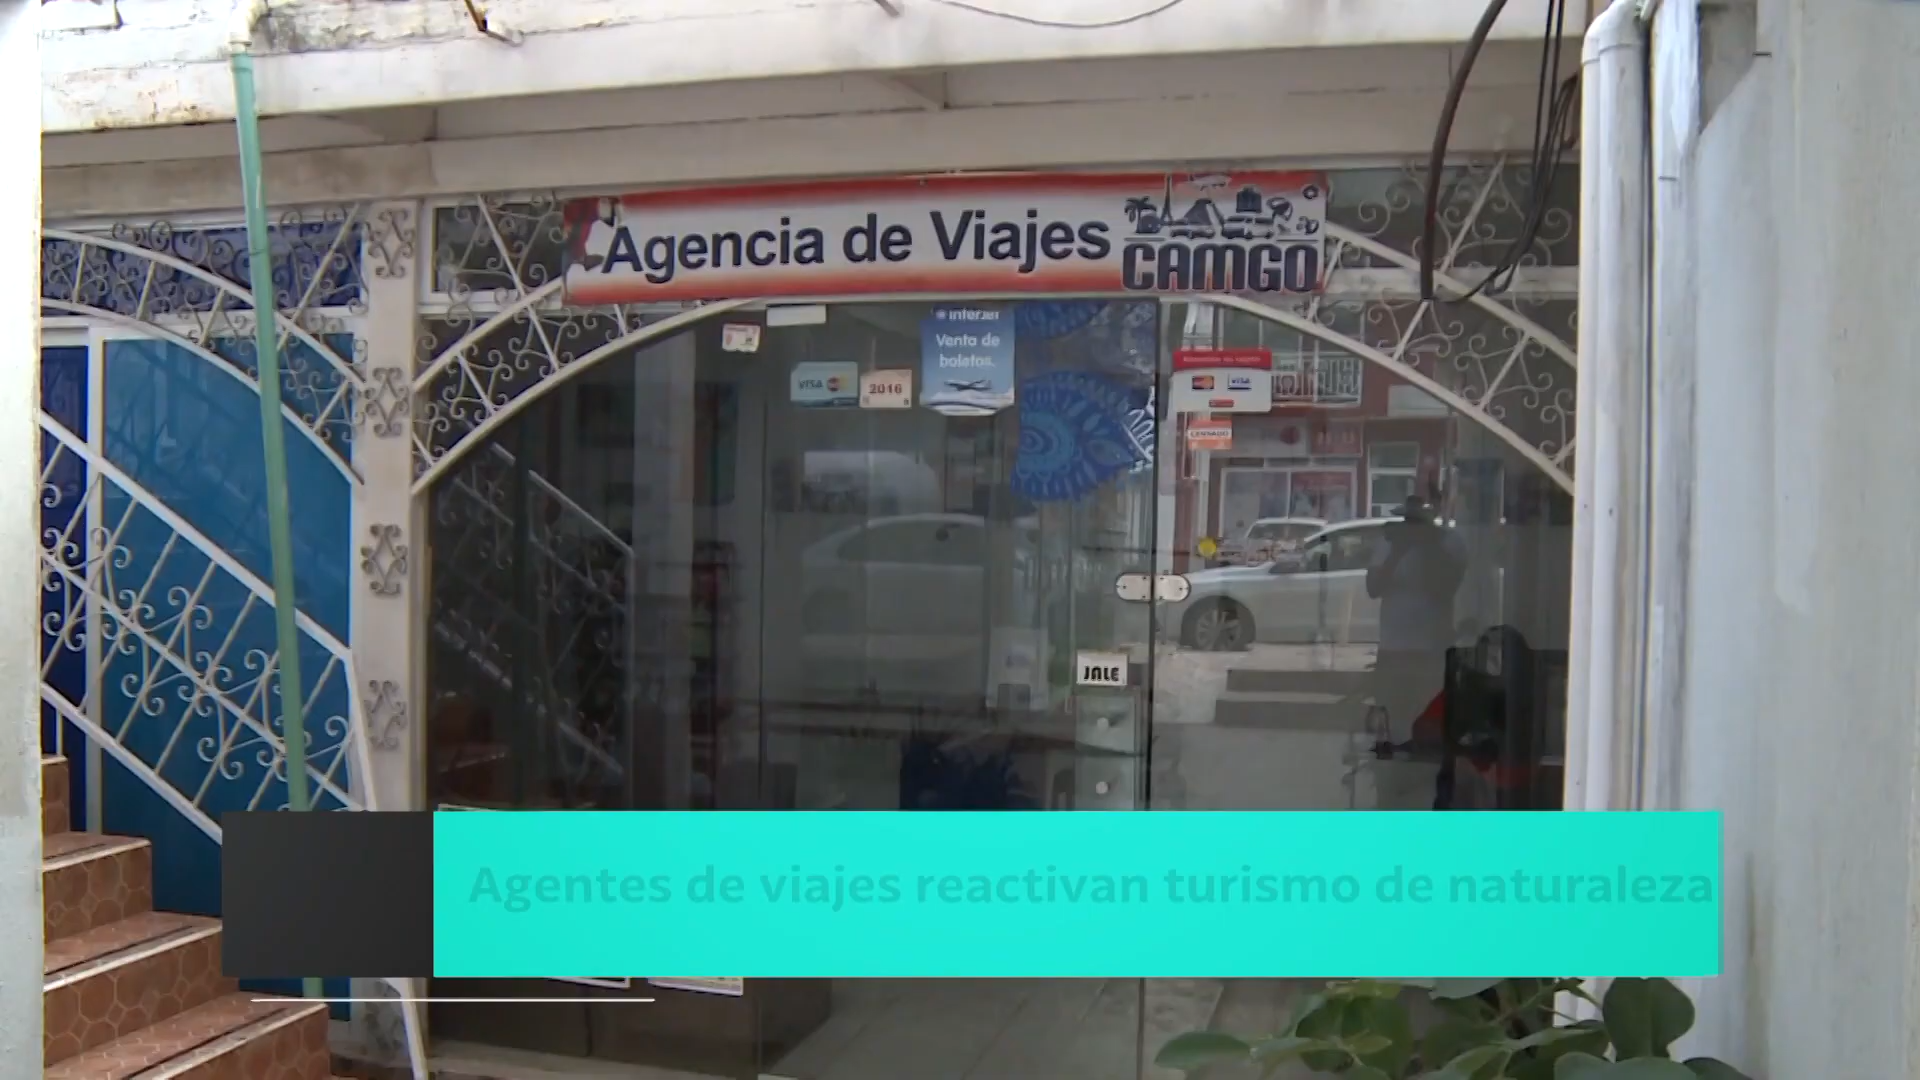 Agencia de Viajes
CAMGO
interjet
Venta de
boletos.
VISA
2016
VISA
CERRADO
JALE
Agentes de viajes reactivan turismo de naturaleza